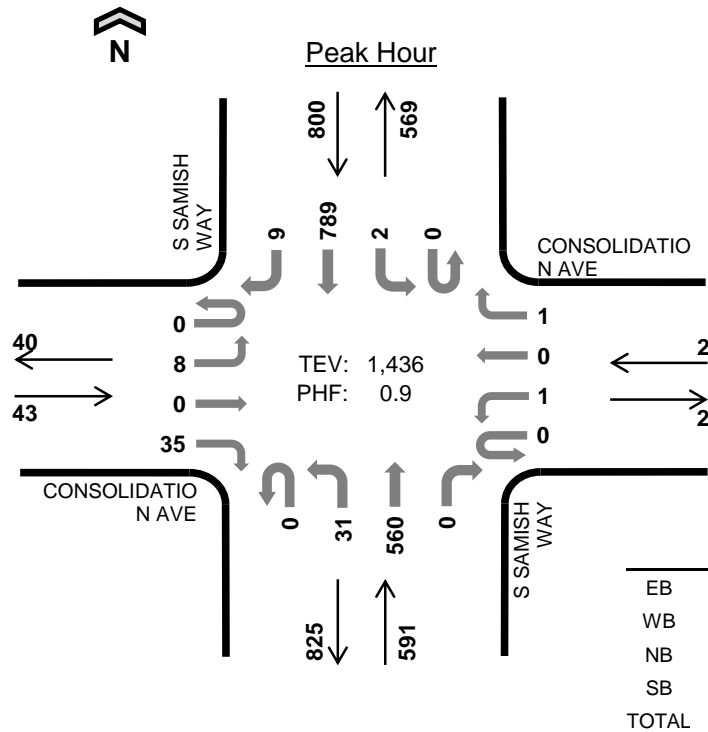 N
Peak Hour
800
569
S SAMISH
WAY
9
789
2
0
CONSOLIDATIO
N AVE
0
8
0
35
40
43
TEV: 1,436
PHF: 0.9
1
0
1
0
2
2
CONSOLIDATIO
N AVE
0
31
560
0
S SAMISH
WAY
825
591
EB
WB
NB
SB
TOTAL